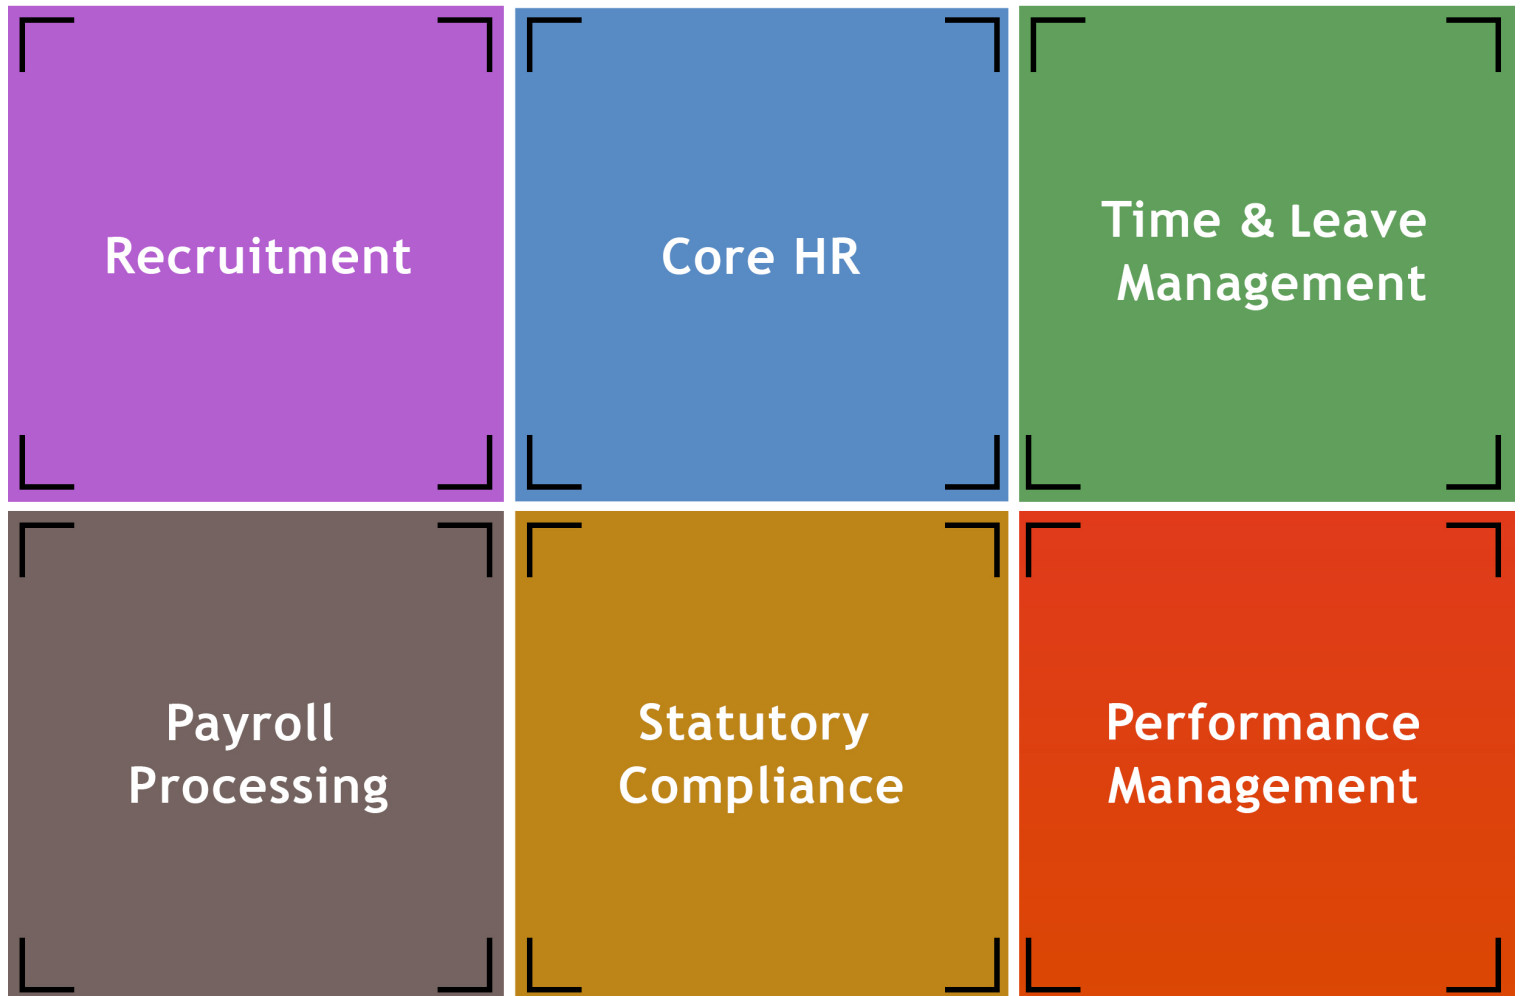 Recruitment
Core HR
Time & Leave
Management
Payroll
Processing
Statutory
Compliance
Performance
Management